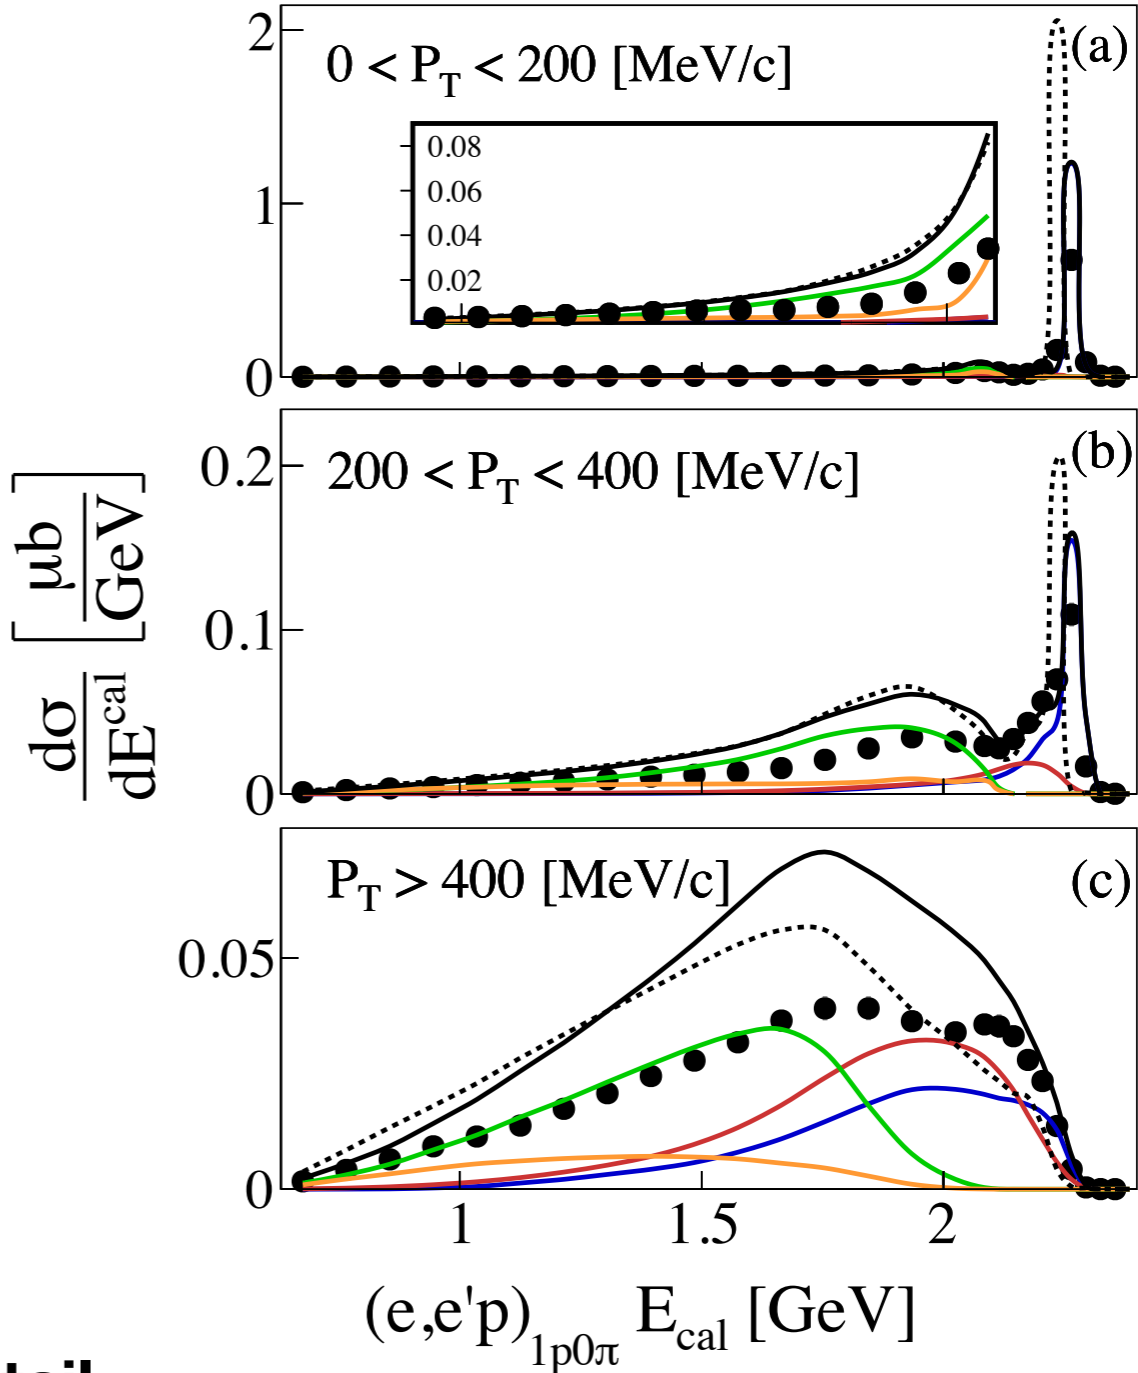 2
0 < P_T < 200 [MeV/c]
(a)
0.08
0.06
0.04
0.02
1
0
0.2
200 < P_T < 400 [MeV/c]
(b)
0.1
0
dσ
dE^cal
[
μb
GeV
]
P_T > 400 [MeV/c]
(c)
0.05
0
1 1.5 2
(e,e'p)_1p0π E_cal [GeV]